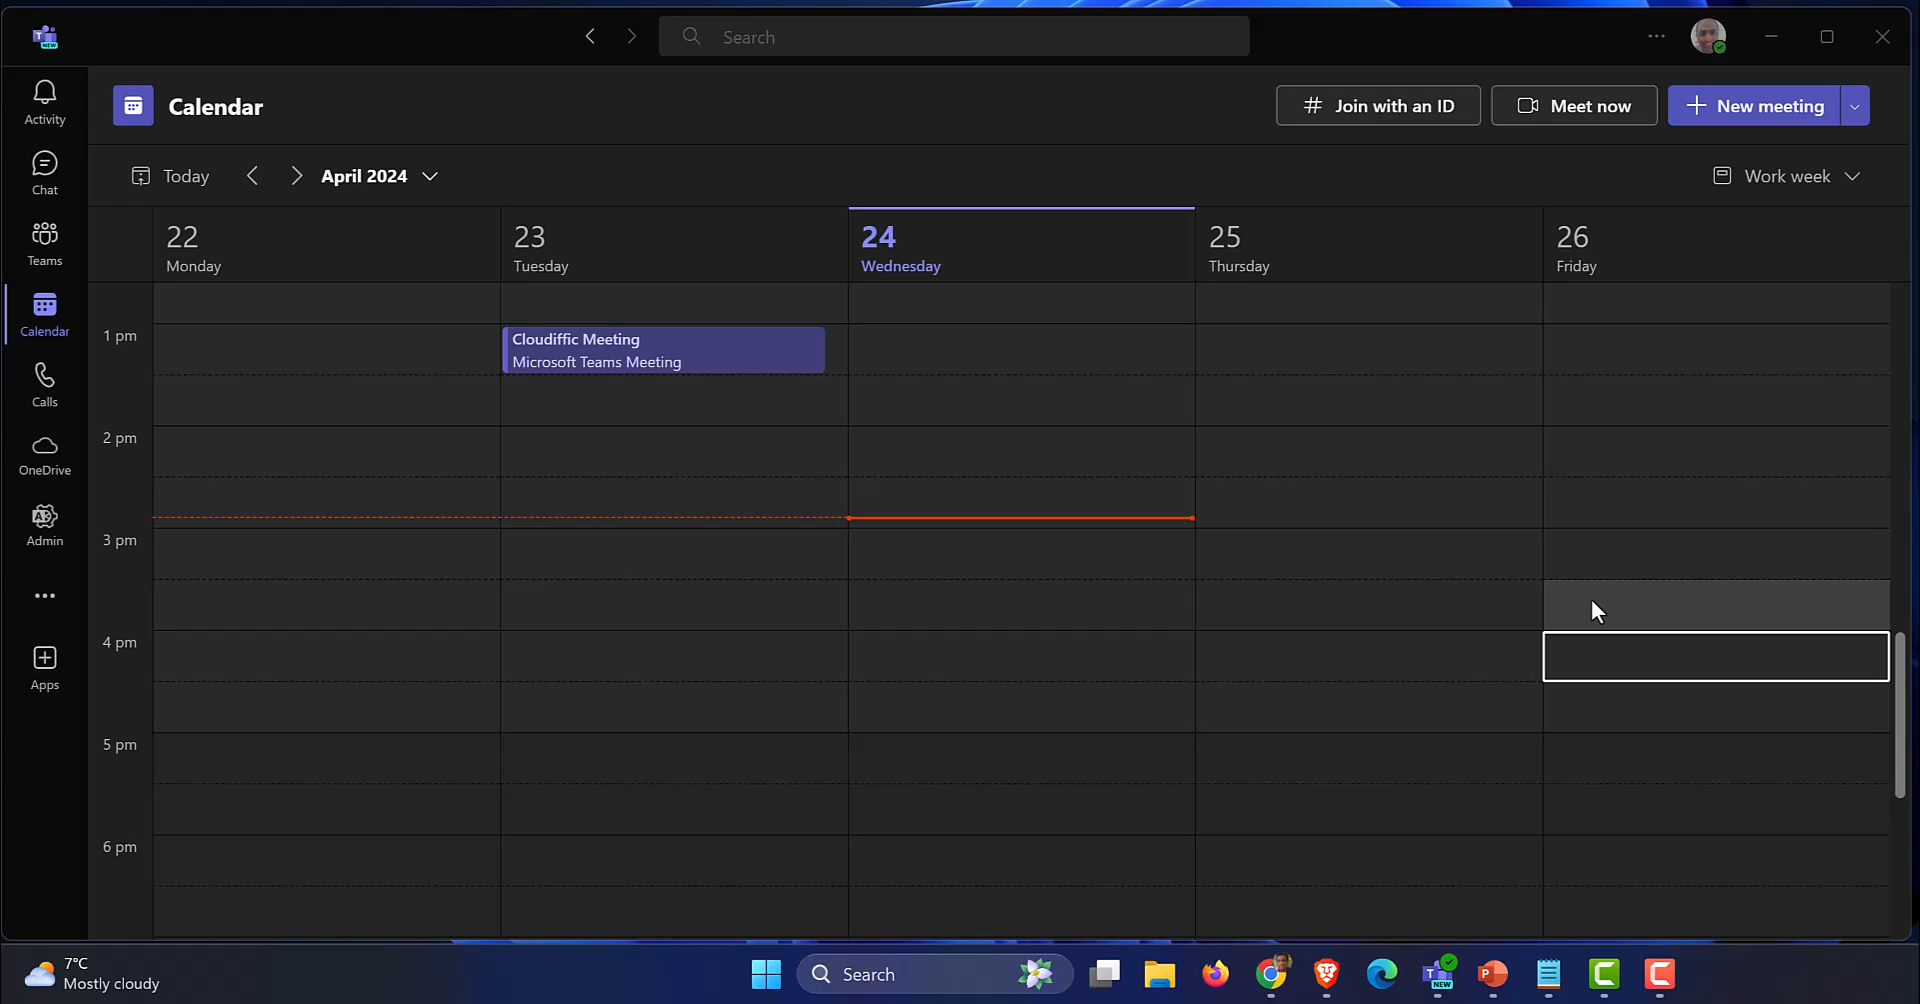 Search
Activity
Chat
Teams
Calendar
Calls
OneDrive
Admin
Apps
Calendar
Join with an ID
Meet now
New meeting
Today
April 2024
Work week
22
Monday
23
Tuesday
24
Wednesday
25
Thursday
26
Friday
1 pm
Cloudiffic Meeting
Microsoft Teams Meeting
2 pm
3 pm
4 pm
5 pm
6 pm
7°C
Mostly cloudy
Search
NEW